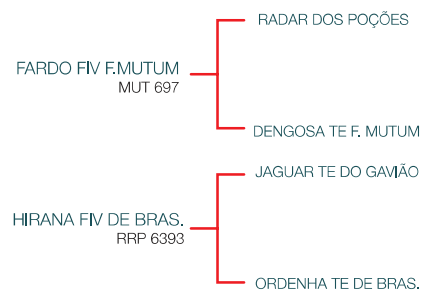 RADAR DOS POÇÕES
FARDO FIV F.MUTUM
MUT 697
DENGOSA TE F. MUTUM
JAGUAR TE DO GAVIÃO
HIRANA FIV DE BRAS.
RRP 6393
ORDENHA TE DE BRAS.